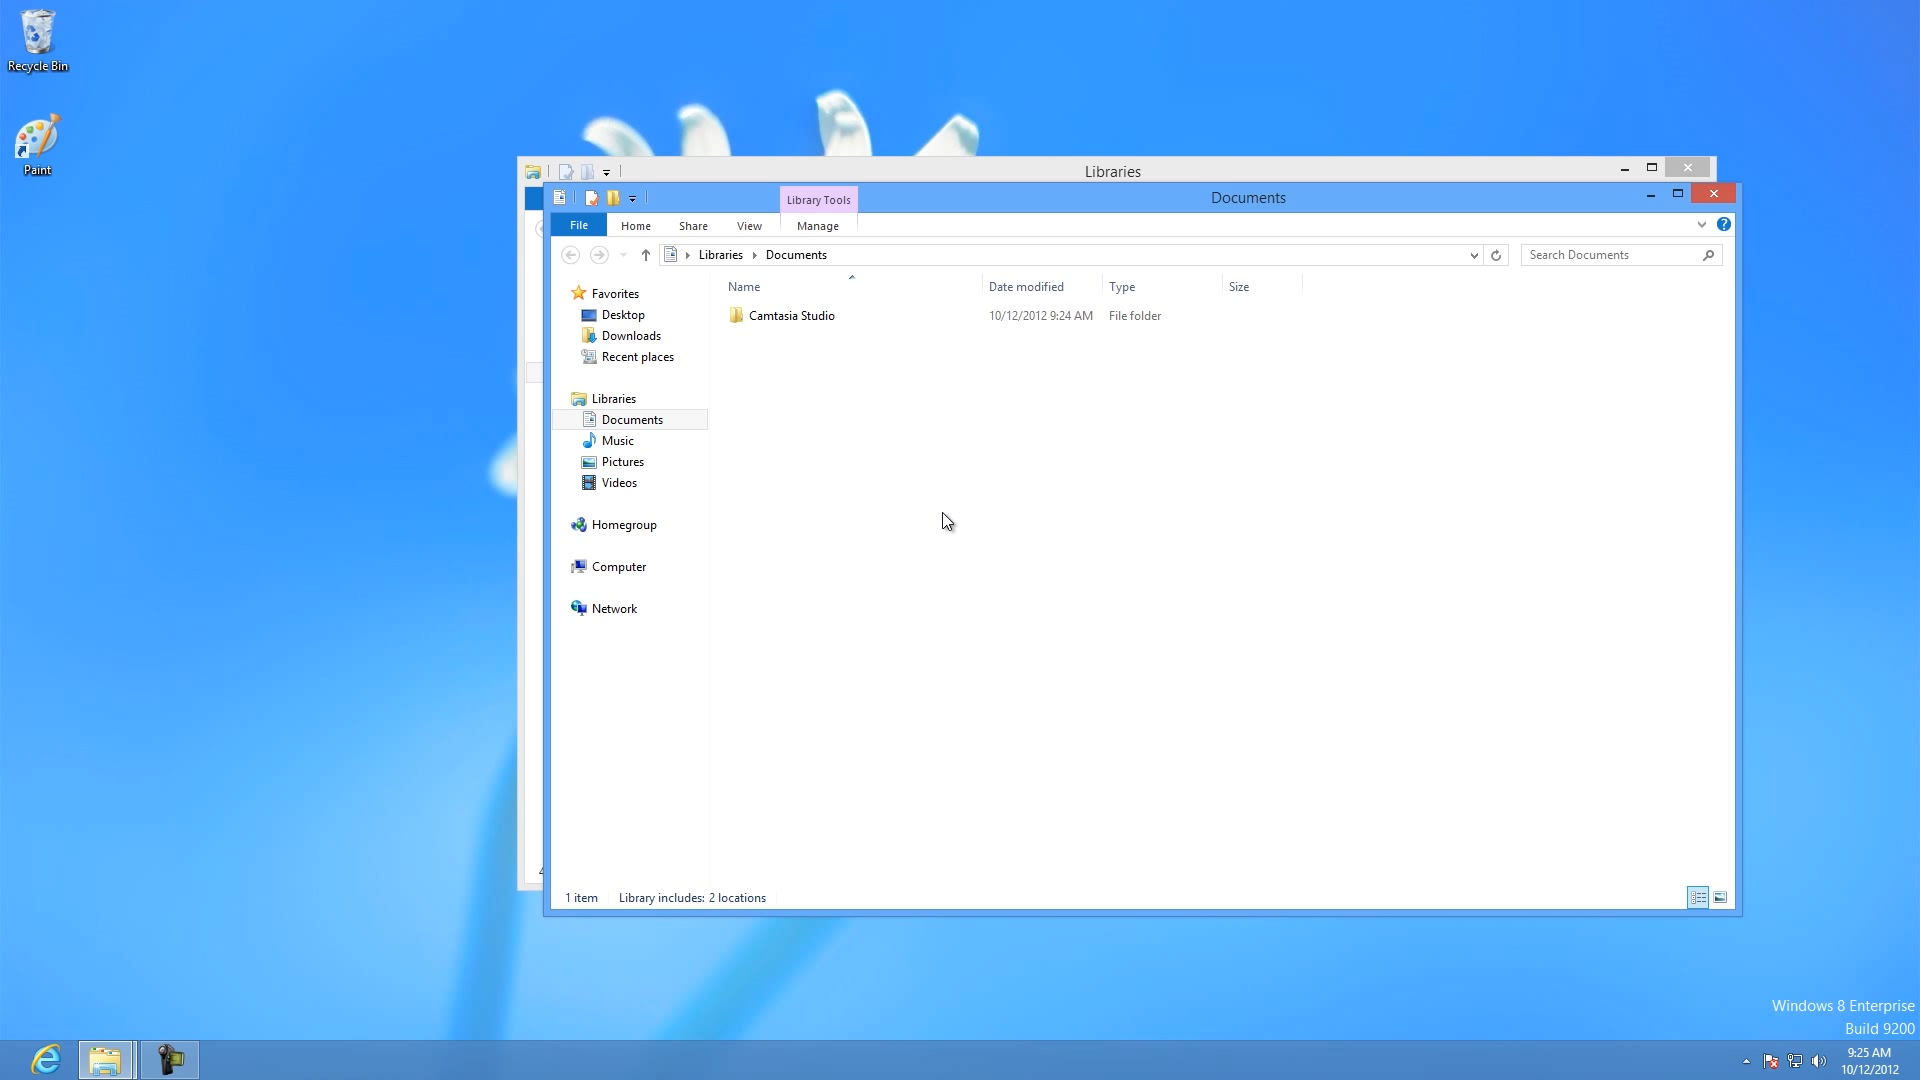 Recycle Bin
Paint
Libraries
Library Tools
Documents
File
Home
Share
View
Manage
Libraries
Documents
Search Documents
Name
Date modified
Type
Size
Camtasia Studio
10/12/2012 9:24 AM
File folder
Favorites
Desktop
Downloads
Recent places
Libraries
Documents
Music
Pictures
Videos
Homegroup
Computer
Network
1 item
Library includes: 2 locations
Windows 8 Enterprise
Build 9200
9:25 AM
10/12/2012